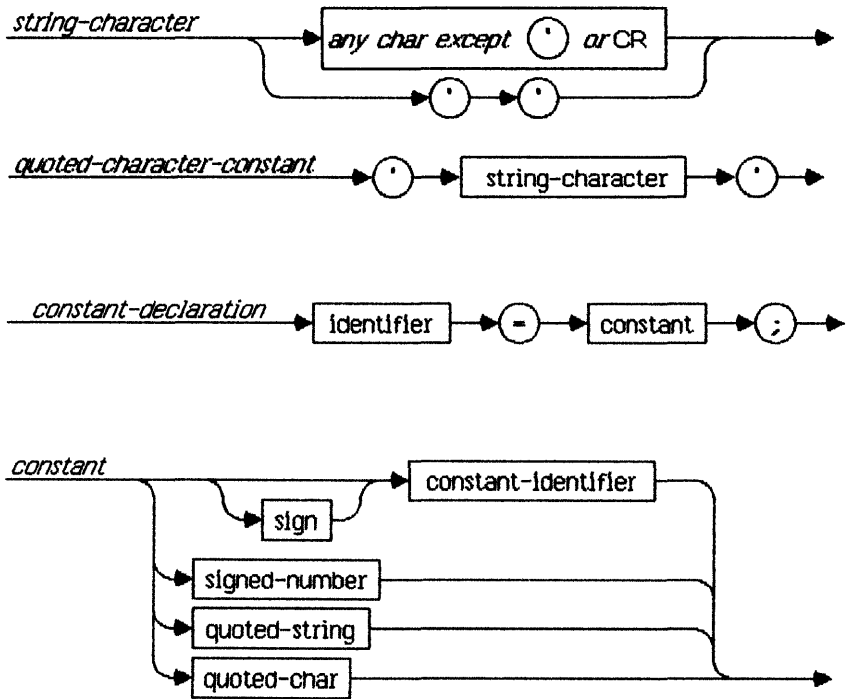 string-character
any char except ' or CR
' '
quoted-character-constant ' string-character '
constant-declaration
identifier = constant ;
constant
constant-identifier
sign
signed-number
quoted-string
quoted-char